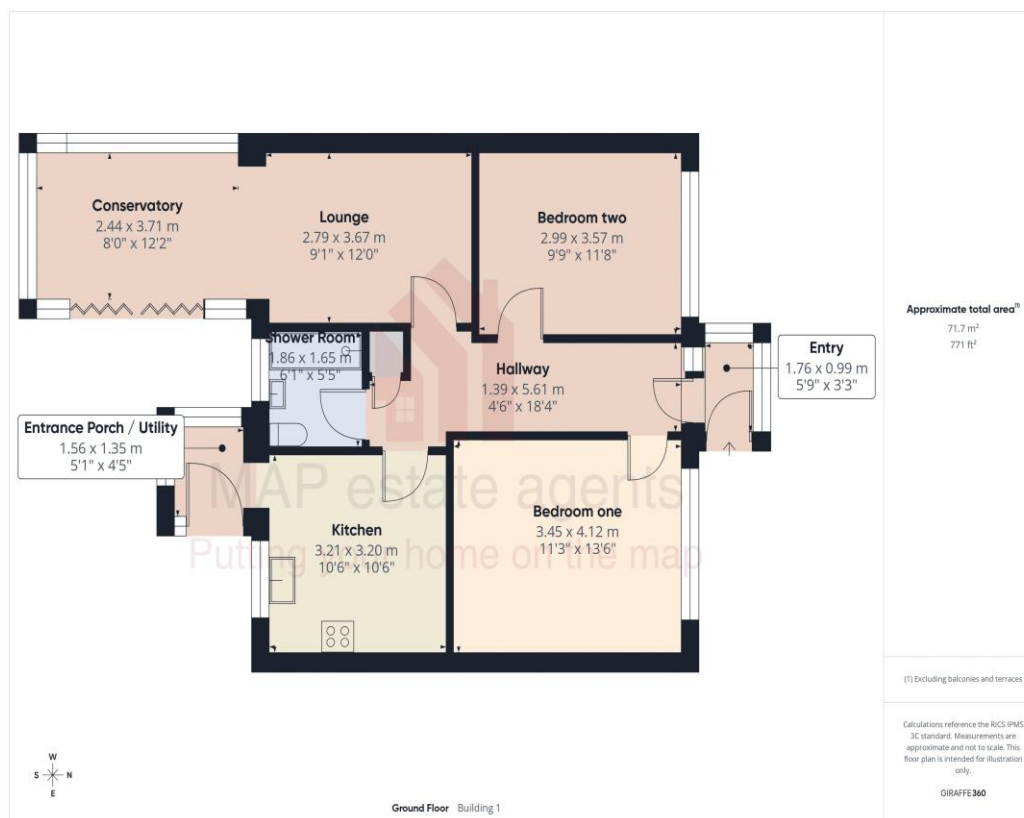 Conservatory
2.44 x 3.71 m
8'0" x 12'2"
Lounge
2.79 x 3.67 m
9'1" x 12'0"
Bedroom two
2.99 x 3.57 m
9'9" x 11'8"
Shower Room
1.86 x 1.65 m
6'1" x 5'5"
Hallway
1.39 x 5.61 m
4'6" x 18'4"
Entry
1.76 x 0.99 m
5'9" x 3'3"
Entrance Porch / Utility
1.56 x 1.35 m
5'1" x 4'5"
Kitchen
3.21 x 3.20 m
10'6" x 10'6"
Bedroom one
3.45 x 4.12 m
11'3" x 13'6"
MAP estate agents
Putting your home on the map
W
S N
E
Ground Floor Building 1
Approximate total area(1)
71.7 m²
771 ft²
(1) Excluding balconies and terraces
Calculations reference the RICS IPMS
3C standard. Measurements are
approximate and not to scale. This
floor plan is intended for illustration
only.
GIRAFFE360